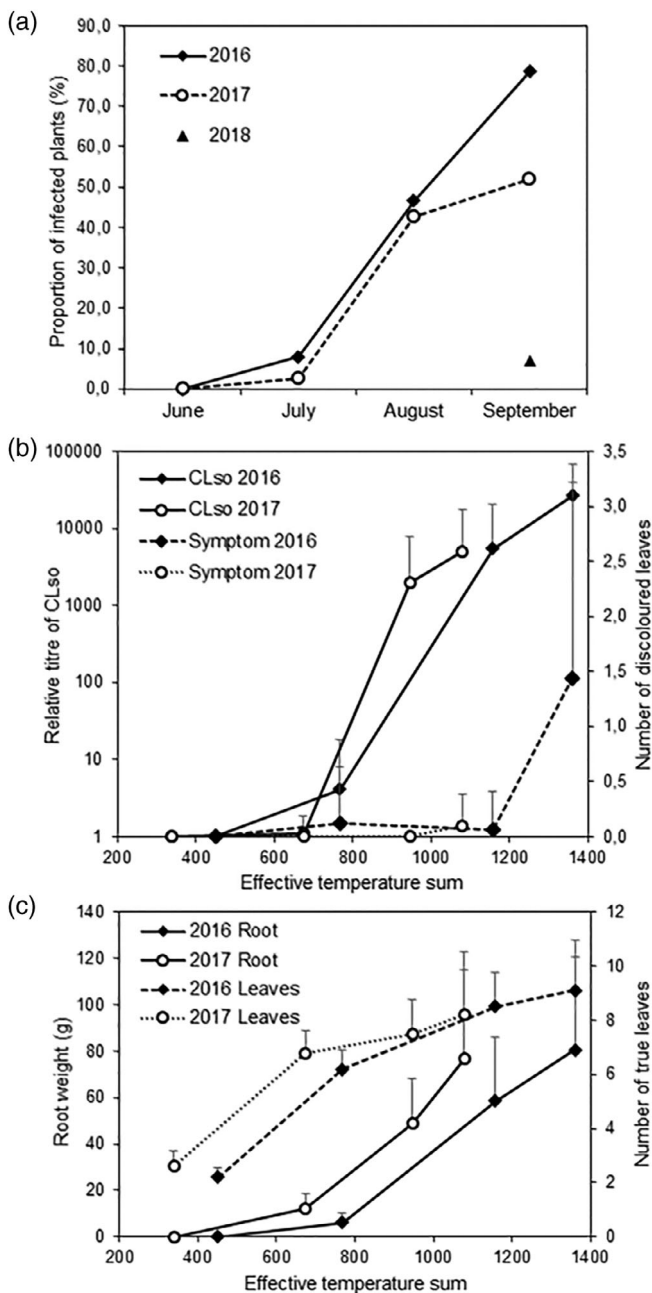 (a)
Proportion of infected plants (%)
90,0
80,0
70,0
60,0
50,0
40,0
30,0
20,0
10,0
0,0
2016
2017
2018
June July August September
(b)
Relative titre of CLso
100000
10000
1000
100
10
1
CLso 2016
CLso 2017
Symptom 2016
Symptom 2017
3,5
3,0
2,5
2,0
1,5
1,0
0,5
0,0
Number of discoloured leaves
200 400 600 800 1000 1200 1400
Effective temperature sum
(c)
Root weight (g)
140
120
100
80
60
40
20
0
2016 Root
2017 Root
2016 Leaves
2017 Leaves
12
10
8
6
4
2
0
Number of true leaves
200 400 600 800 1000 1200 1400
Effective temperature sum